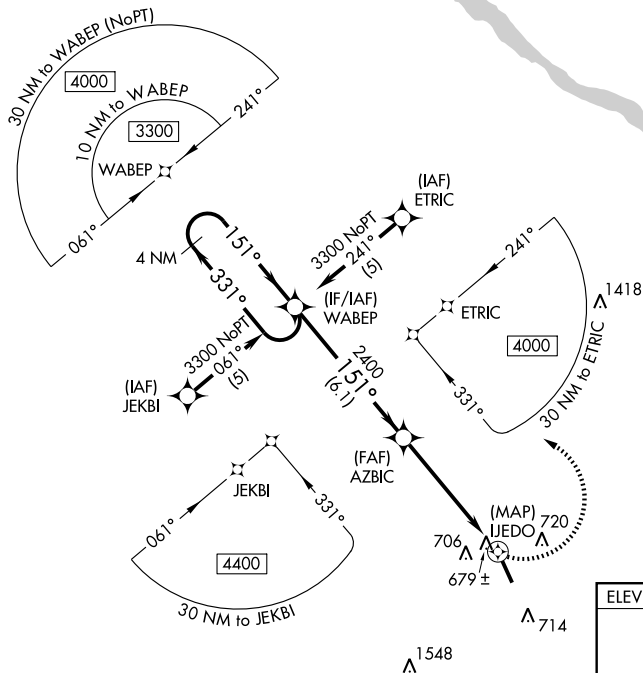 30 NM to WABEP (NoPT)
4000
10 NM to WABEP
3300
241°
WABEP
061°
4 NM
151°
331°
(IAF)
ETRIC
3300 NoPT
241°
(5)
(IF/IAF)
WABEP
3300 NoPT
061°
(5)
(IAF)
JEKBI
2400
151°
(6.1)
241°
ETRIC
1418
4000
331°
30 NM to ETRIC
(FAF)
AZBIC
JEKBI
061°
331°
4400
30 NM to JEKBI
(MAP)
IJEDO
720
706
679 ±
714
1548
ELEV